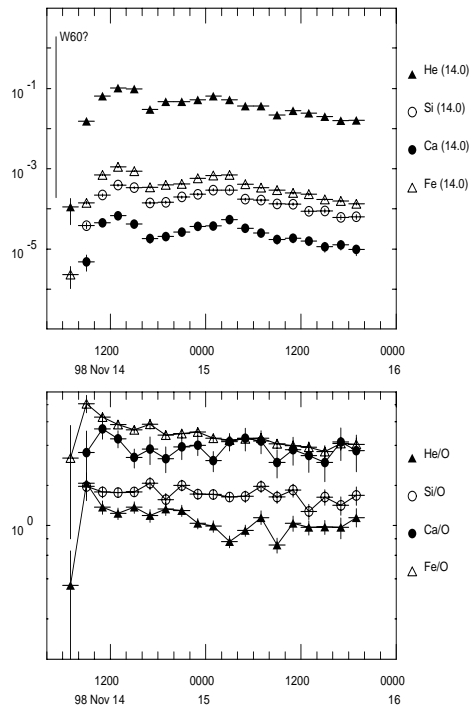 W60?
10-1
10-3
10-5
He (14.0)
Si (14.0)
Ca (14.0)
Fe (14.0)
1200 0000 1200 0000
98 Nov 14 15 16
10 0
He/O
Si/O
Ca/O
Fe/O
1200 0000 1200 0000
98 Nov 14 15 16